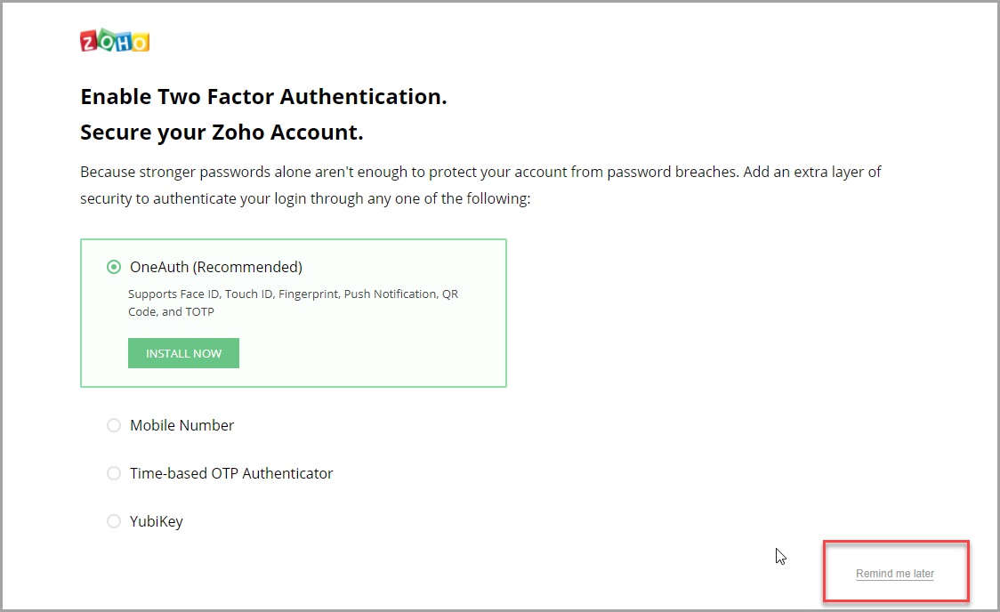 ZOHO
Enable Two Factor Authentication.
Secure your Zoho Account.
Because stronger passwords alone aren't enough to protect your account from password breaches. Add an extra layer of
security to authenticate your login through any one of the following:
OneAuth (Recommended)
Supports Face ID, Touch ID, Fingerprint, Push Notification, QR
Code, and TOTP
INSTALL NOW
Mobile Number
Time-based OTP Authenticator
YubiKey
Remind me later